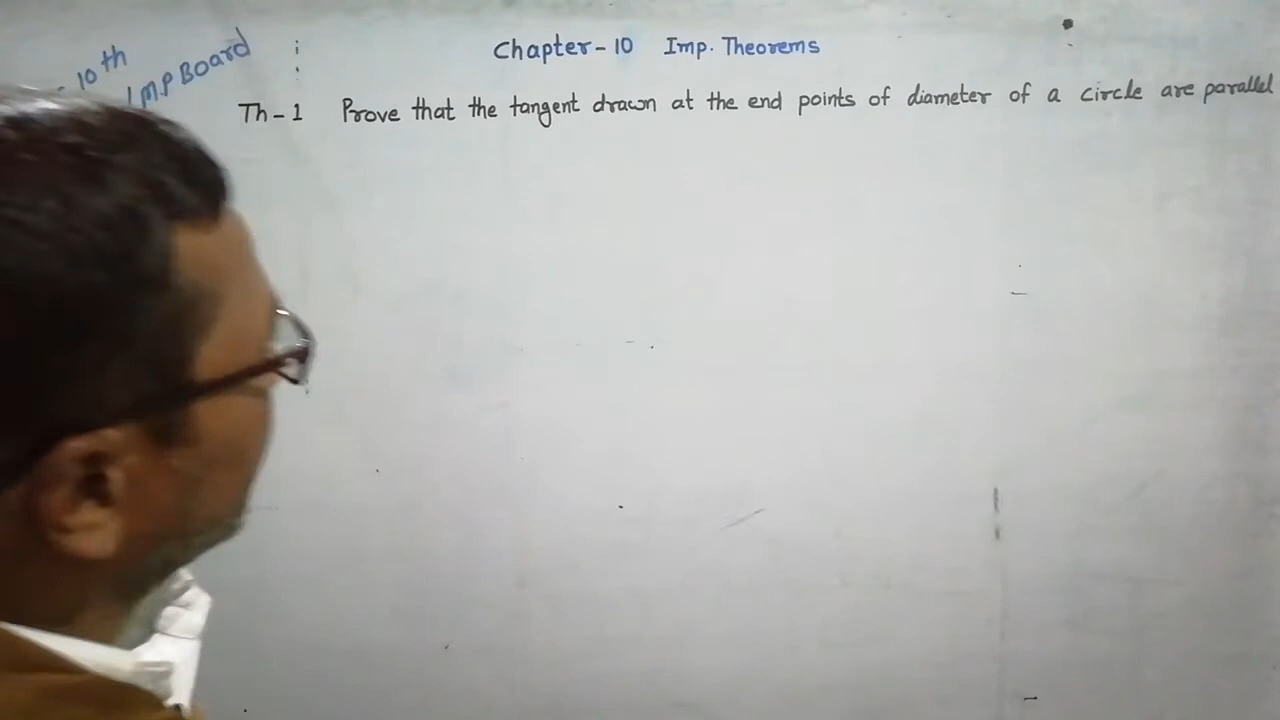 - 10th
IMP Board
Chapter - 10 Imp. Theorems
Th - 1 Prove that the tangent drawn at the end points of diameter of a circle are parallel